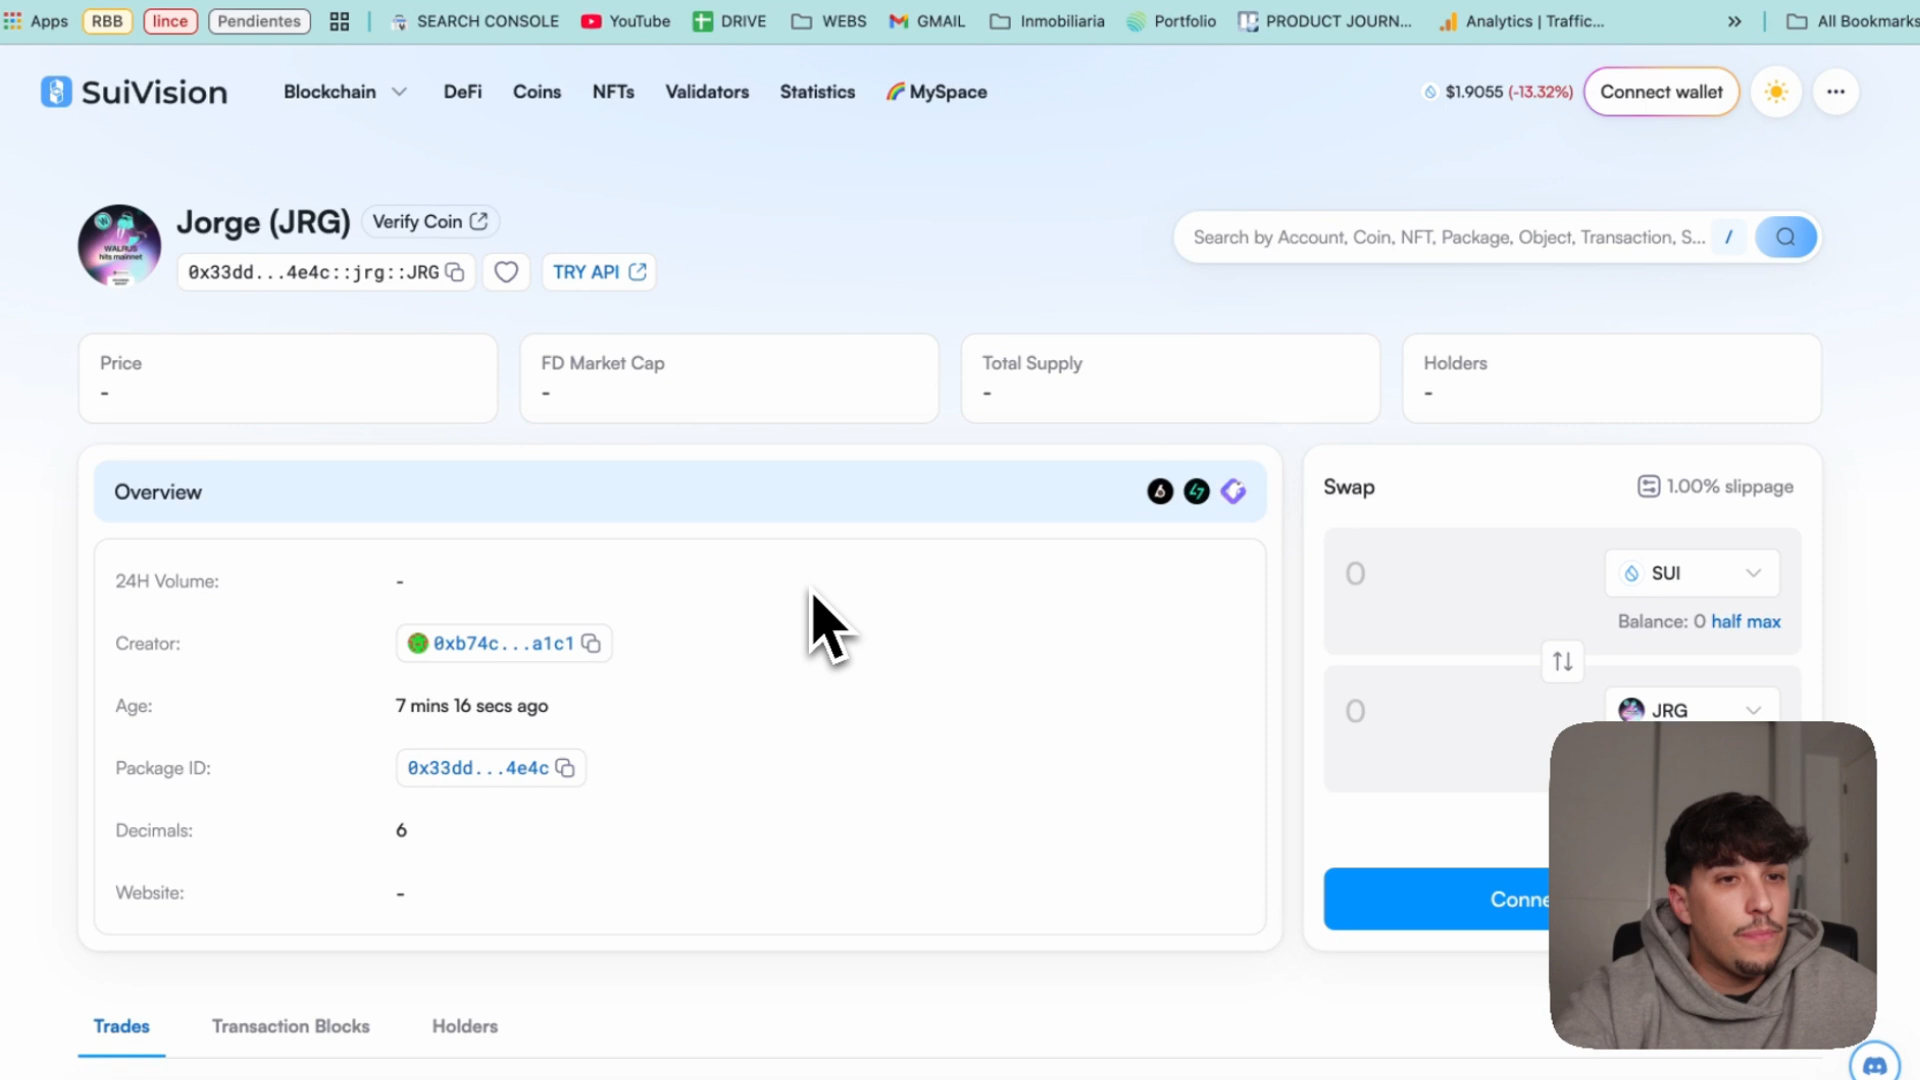 Apps RBB lince Pendientes SEARCH CONSOLE YouTube DRIVE WEBS GMAIL Inmobiliaria Portfolio PRODUCT JOURN... Analytics | Traffic... » All Bookmarks
SuiVision Blockchain DeFi Coins NFTs Validators Statistics MySpace $1.9055 (-13.32%) Connect wallet ...
Jorge (JRG) Verify Coin
Search by Account, Coin, NFT, Package, Object, Transaction, S... /
0x33dd...4e4c::jrg::JRG TRY API
WALRUS
hits mainnet
Price FD Market Cap Total Supply Holders
- - - -
Overview
Swap 1.00% slippage
24H Volume: -
0 SUI
Balance: 0 half max
Creator: 0xb74c...a1c1
Age: 7 mins 16 secs ago
0 JRG
Package ID: 0x33dd...4e4c
Decimals: 6
Website: -
Conne
Trades Transaction Blocks Holders